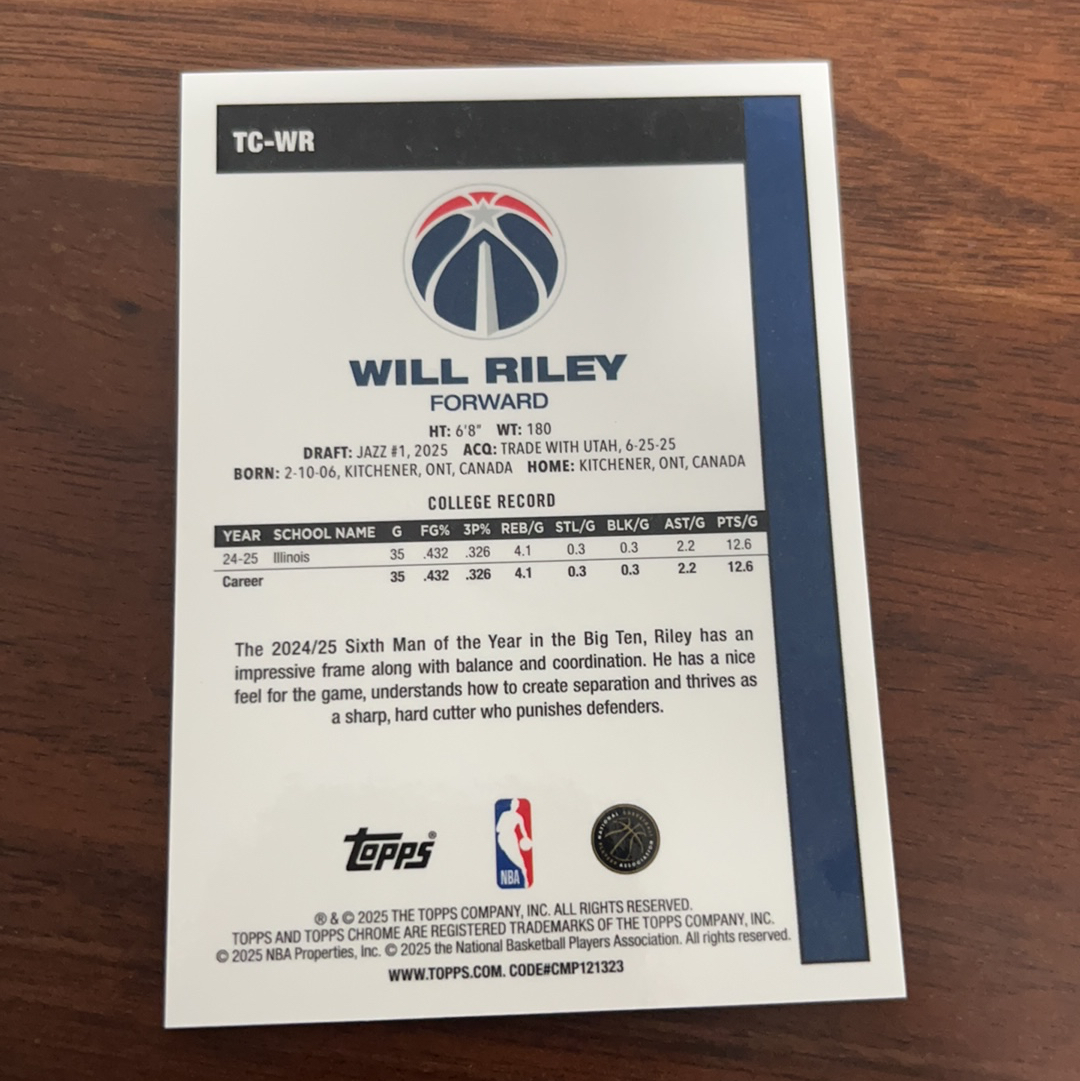 TC-WR
WILL RILEY
FORWARD
HT: 6'8" WT: 180
DRAFT: JAZZ #1, 2025 ACQ: TRADE WITH UTAH, 6-25-25
BORN: 2-10-06, KITCHENER, ONT, CANADA HOME: KITCHENER, ONT, CANADA
COLLEGE RECORD
YEAR SCHOOL NAME G FG% 3P% REB/G STL/G BLK/G AST/G PTS/G
24-25 Illinois 35 .432 .326 4.1 0.3 0.3 2.2 12.6
Career 35 .432 .326 4.1 0.3 0.3 2.2 12.6
The 2024/25 Sixth Man of the Year in the Big Ten, Riley has an
impressive frame along with balance and coordination. He has a nice
feel for the game, understands how to create separation and thrives as
a sharp, hard cutter who punishes defenders.
Topps®
NBA
NATIONAL BASKETBALL PLAYERS ASSOCIATION
® & © 2025 THE TOPPS COMPANY, INC. ALL RIGHTS RESERVED.
TOPPS AND TOPPS CHROME ARE REGISTERED TRADEMARKS OF THE TOPPS COMPANY, INC.
© 2025 NBA Properties, Inc. © 2025 the National Basketball Players Association. All rights reserved.
WWW.TOPPS.COM. CODE#CMP121323